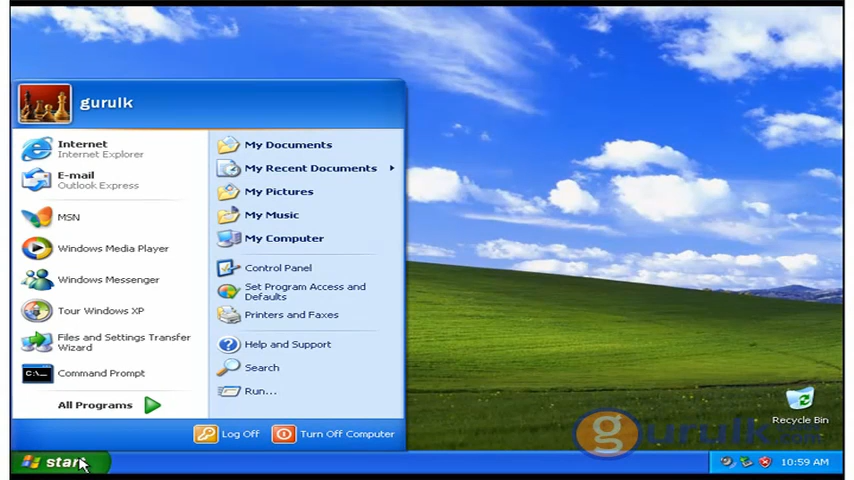 gurulk
Internet
Internet Explorer
E-mail
Outlook Express
MSN
Windows Media Player
Windows Messenger
Tour Windows XP
Files and Settings Transfer
Wizard
Command Prompt
All Programs
My Documents
My Recent Documents
My Pictures
My Music
My Computer
Control Panel
Set Program Access and
Defaults
Printers and Faxes
Help and Support
Search
Run...
Log Off
Turn Off Computer
Recycle Bin
gurulk
.com
start
10:59 AM